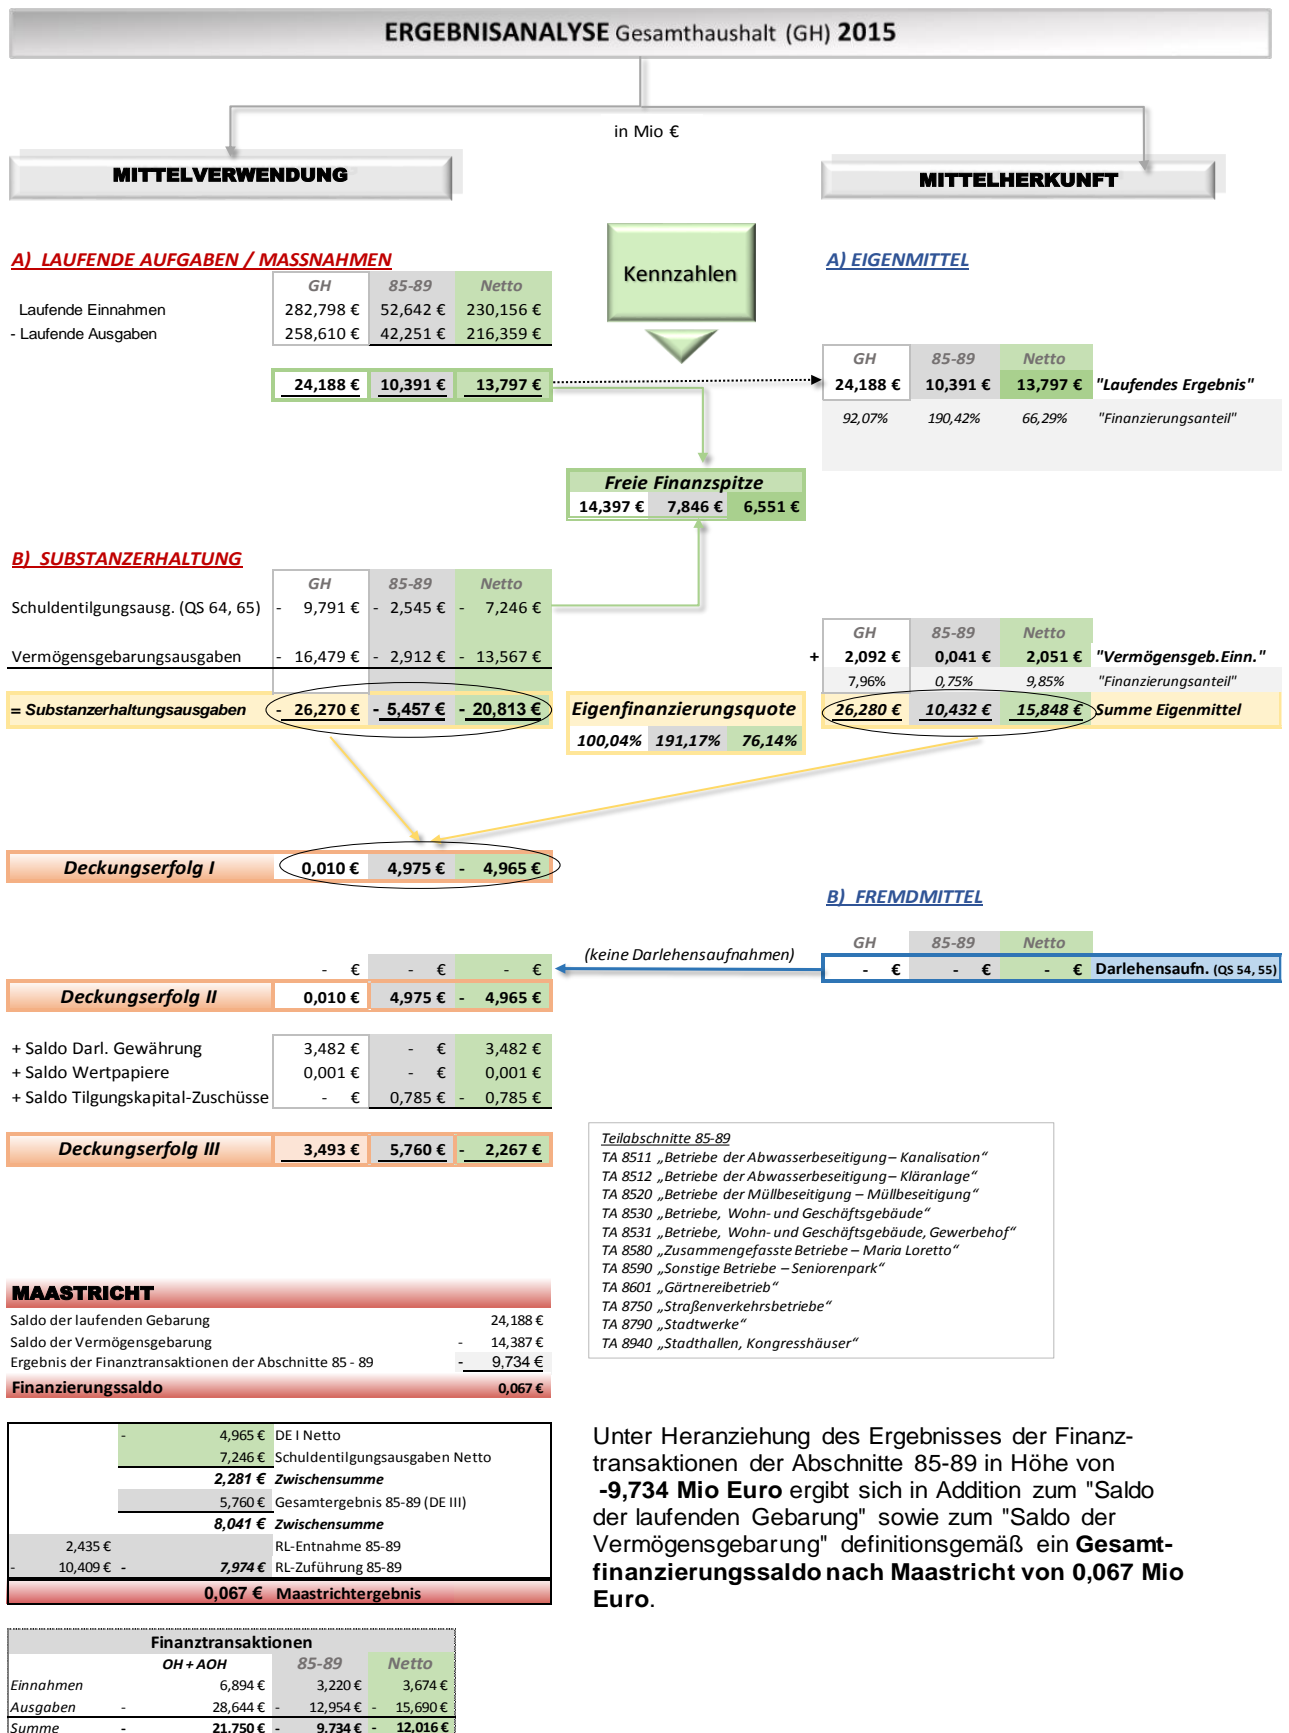 ERGEBNISANALYSE Gesamthaushalt (GH) 2015
in Mio €
MITTELVERWENDUNG
MITTELHERKUNFT
Kennzahlen
A) LAUFENDE AUFGABEN / MASSNAHMEN
GH 85-89 Netto
Laufende Einnahmen 282,798 € 52,642 € 230,156 €
- Laufende Ausgaben 258,610 € 42,251 € 216,359 €
24,188 € 10,391 € 13,797 €
A) EIGENMITTEL
GH 85-89 Netto
24,188 € 10,391 € 13,797 € "Laufendes Ergebnis"
92,07% 190,42% 66,29% "Finanzierungsanteil"
Freie Finanzspitze
14,397 € 7,846 € 6,551 €
B) SUBSTANZERHALTUNG
GH 85-89 Netto
Schuldentilgungsausg. (QS 64, 65) - 9,791 € - 2,545 € - 7,246 €
Vermögensgebarungsausgaben - 16,479 € - 2,912 € - 13,567 €
= Substanzerhaltungsausgaben - 26,270 € - 5,457 € - 20,813 €
GH 85-89 Netto
+ 2,092 € 0,041 € 2,051 € "Vermögensgeb.Einn."
7,96% 0,75% 9,85% "Finanzierungsanteil"
26,280 € 10,432 € 15,848 € Summe Eigenmittel
Eigenfinanzierungsquote
100,04% 191,17% 76,14%
Deckungserfolg I 0,010 € 4,975 € - 4,965 €
B) FREMDMITTEL
GH 85-89 Netto
- € - € - € Darlehensaufn. (QS 54, 55)
(keine Darlehensaufnahmen)
- € - € - €
Deckungserfolg II 0,010 € 4,975 € - 4,965 €
+ Saldo Darl. Gewährung 3,482 € - € 3,482 €
+ Saldo Wertpapiere 0,001 € - € 0,001 €
+ Saldo Tilgungskapital-Zuschüsse - € 0,785 € - 0,785 €
Deckungserfolg III 3,493 € 5,760 € - 2,267 €
Teilabschnitte 85-89
TA 8511 „Betriebe der Abwasserbeseitigung – Kanalisation“
TA 8512 „Betriebe der Abwasserbeseitigung – Kläranlage“
TA 8520 „Betriebe der Müllbeseitigung – Müllbeseitigung“
TA 8530 „Betriebe, Wohn- und Geschäftsgebäude“
TA 8531 „Betriebe, Wohn- und Geschäftsgebäude, Gewerbehof“
TA 8580 „Zusammengefasste Betriebe – Maria Loretto“
TA 8590 „Sonstige Betriebe – Seniorenpark“
TA 8601 „Gärtnereibetrieb“
TA 8750 „Straßenverkehrsbetriebe“
TA 8790 „Stadtwerke“
TA 8940 „Stadthallen, Kongresshäuser“
MAASTRICHT
Saldo der laufenden Gebarung 24,188 €
Saldo der Vermögensgebarung - 14,387 €
Ergebnis der Finanztransaktionen der Abschnitte 85 - 89 - 9,734 €
Finanzierungssaldo 0,067 €
- 4,965 € DE I Netto
7,246 € Schuldentilgungsausgaben Netto
2,281 € Zwischensumme
5,760 € Gesamtergebnis 85-89 (DE III)
8,041 € Zwischensumme
2,435 € RL-Entnahme 85-89
- 10,409 € - 7,974 € RL-Zuführung 85-89
0,067 € Maastrichtergebnis
Unter Heranziehung des Ergebnisses der Finanz-
transaktionen der Abschnitte 85-89 in Höhe von
-9,734 Mio Euro ergibt sich in Addition zum "Saldo
der laufenden Gebarung" sowie zum "Saldo der
Vermögensgebarung" definitionsgemäß ein Gesamt-
finanzierungssaldo nach Maastricht von 0,067 Mio
Euro.
Finanztransaktionen
OH + AOH 85-89 Netto
Einnahmen 6,894 € 3,220 € 3,674 €
Ausgaben - 28,644 € - 12,954 € - 15,690 €
Summe - 21,750 € - 9,734 € - 12,016 €